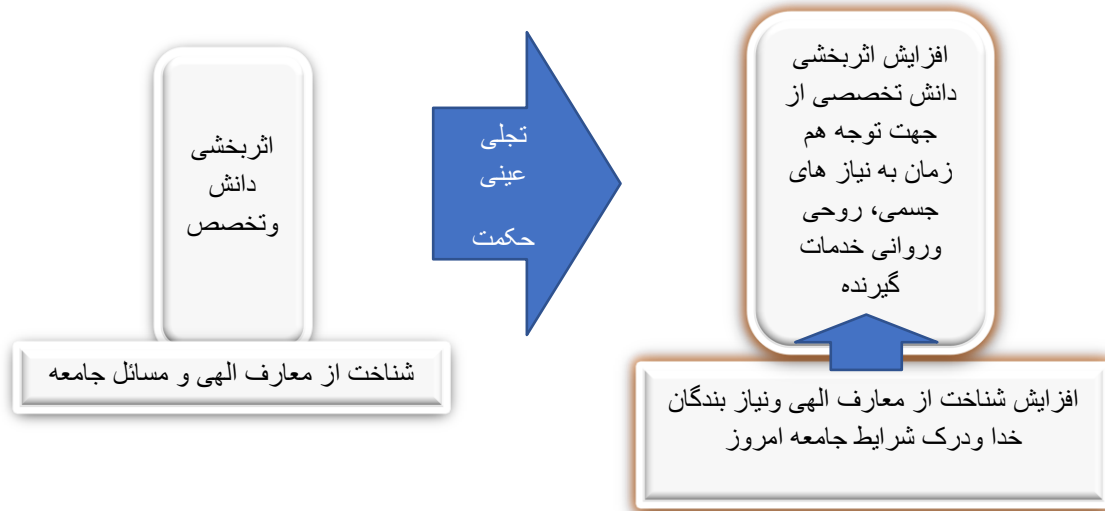 افزایش اثربخشی
دانش تخصصی از
جهت توجه هم
زمان به نیاز های
جسمی، روحی
وروانی خدمات
گیرنده
تجلی
عینی
حکمت
اثربخشی
دانش
وتخصص
شناخت از معارف الهی و مسائل جامعه
افزایش شناخت از معارف الهی ونیاز بندگان
خدا ودرک شرایط جامعه امروز